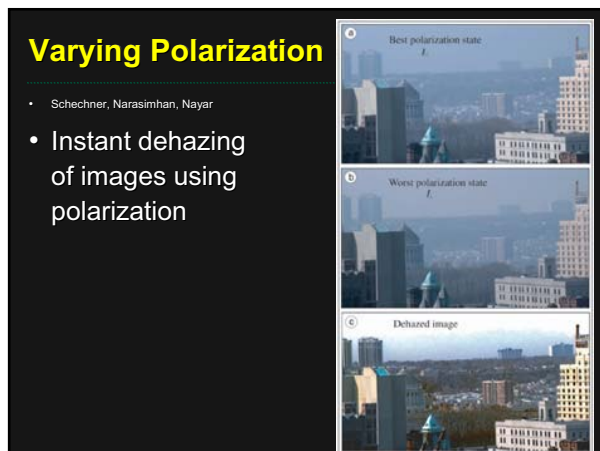 Varying Polarization
• Schechner, Narasimhan, Nayar
• Instant dehazing
of images using
polarization
a
Best polarization state
b
Worst polarization state
c
Dehazed image